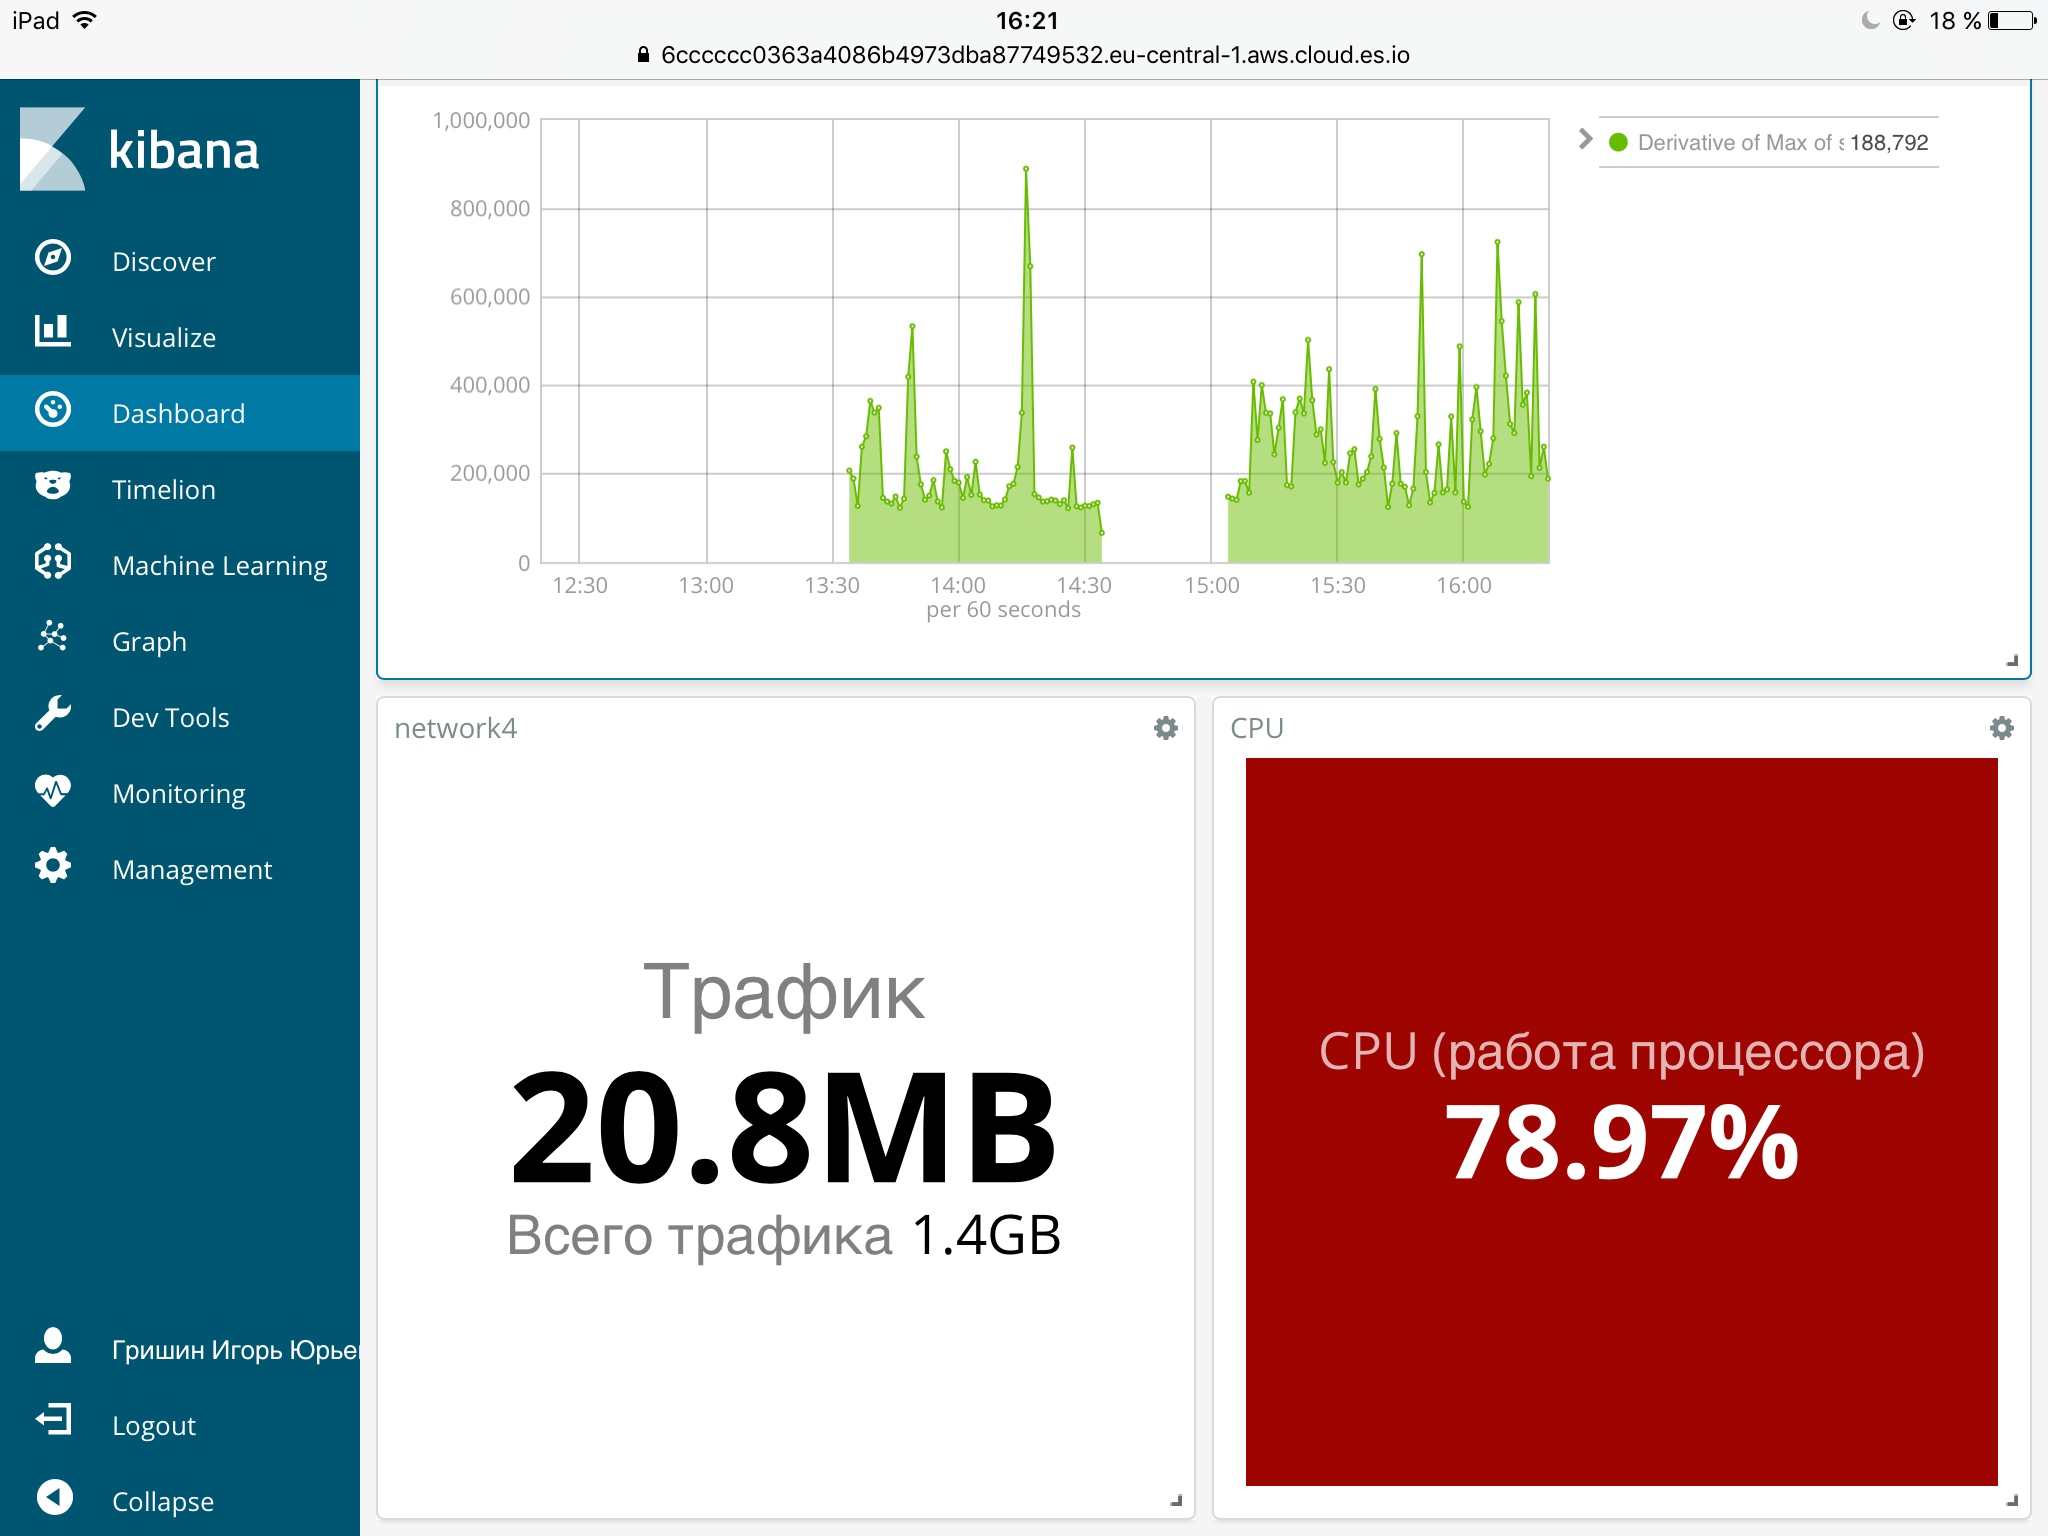 iPad 16:21 18 %
6cccccc0363a4086b4973dba87749532.eu-central-1.aws.cloud.es.io
kibana
Discover
Visualize
Dashboard
Timelion
Machine Learning
Graph
Dev Tools
Monitoring
Management
Гришин Игорь
Logout
Collapse
1,000,000
800,000
600,000
400,000
200,000
0
12:30 13:00 13:30 14:00 14:30 15:00 15:30 16:00
per 60 seconds
Derivative of Max of 188,792
network4
Трафик
20.8MB
Всего трафика 1.4GB
CPU
CPU (работа процессора)
78.97%